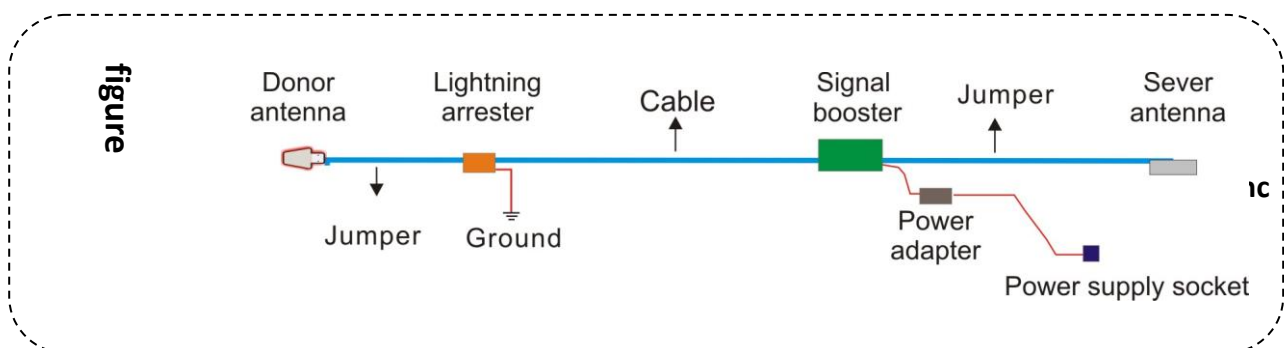 figure
Donor
antenna
Lightning
arrester
Cable
Signal
booster
Jumper
Sever
antenna
Jumper
Ground
Power
adapter
Power supply socket